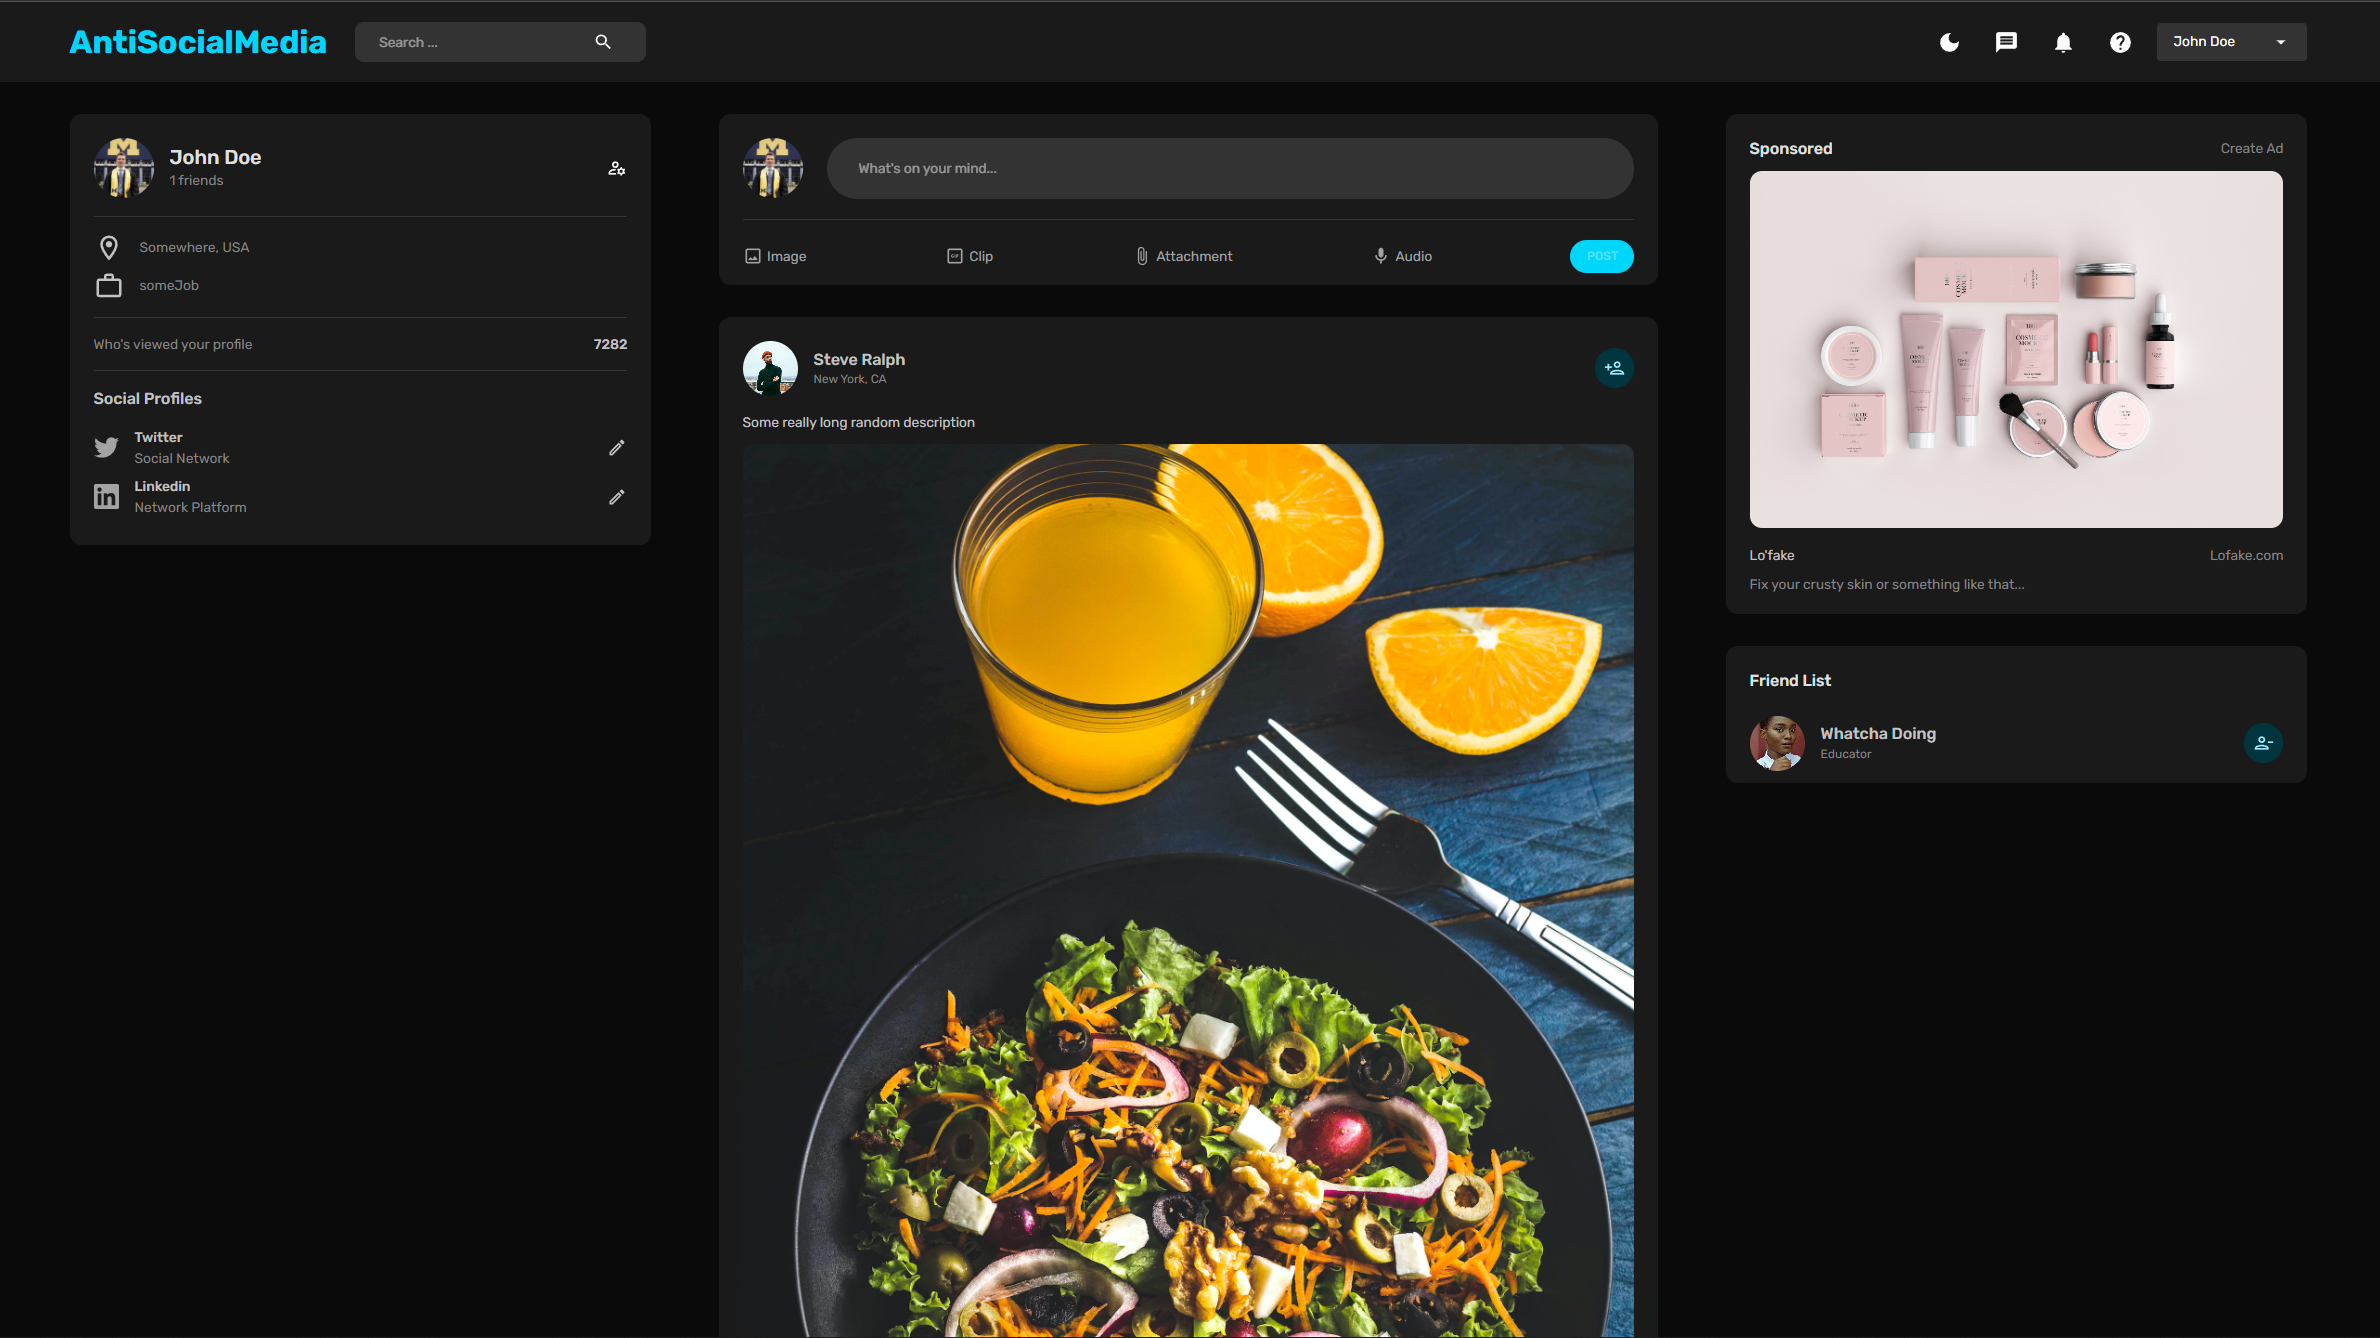 AntiSocialMedia
Search ...
John Doe
John Doe
1 friends
Somewhere, USA
someJob
Who's viewed your profile 7282
Social Profiles
Twitter
Social Network
Linkedin
Network Platform
What's on your mind...
Image Clip Attachment Audio POST
Steve Ralph
New York, CA
Some really long random description
Sponsored Create Ad
Lo'fake Lofake.com
Fix your crusty skin or something like that...
Friend List
Whatcha Doing
Educator